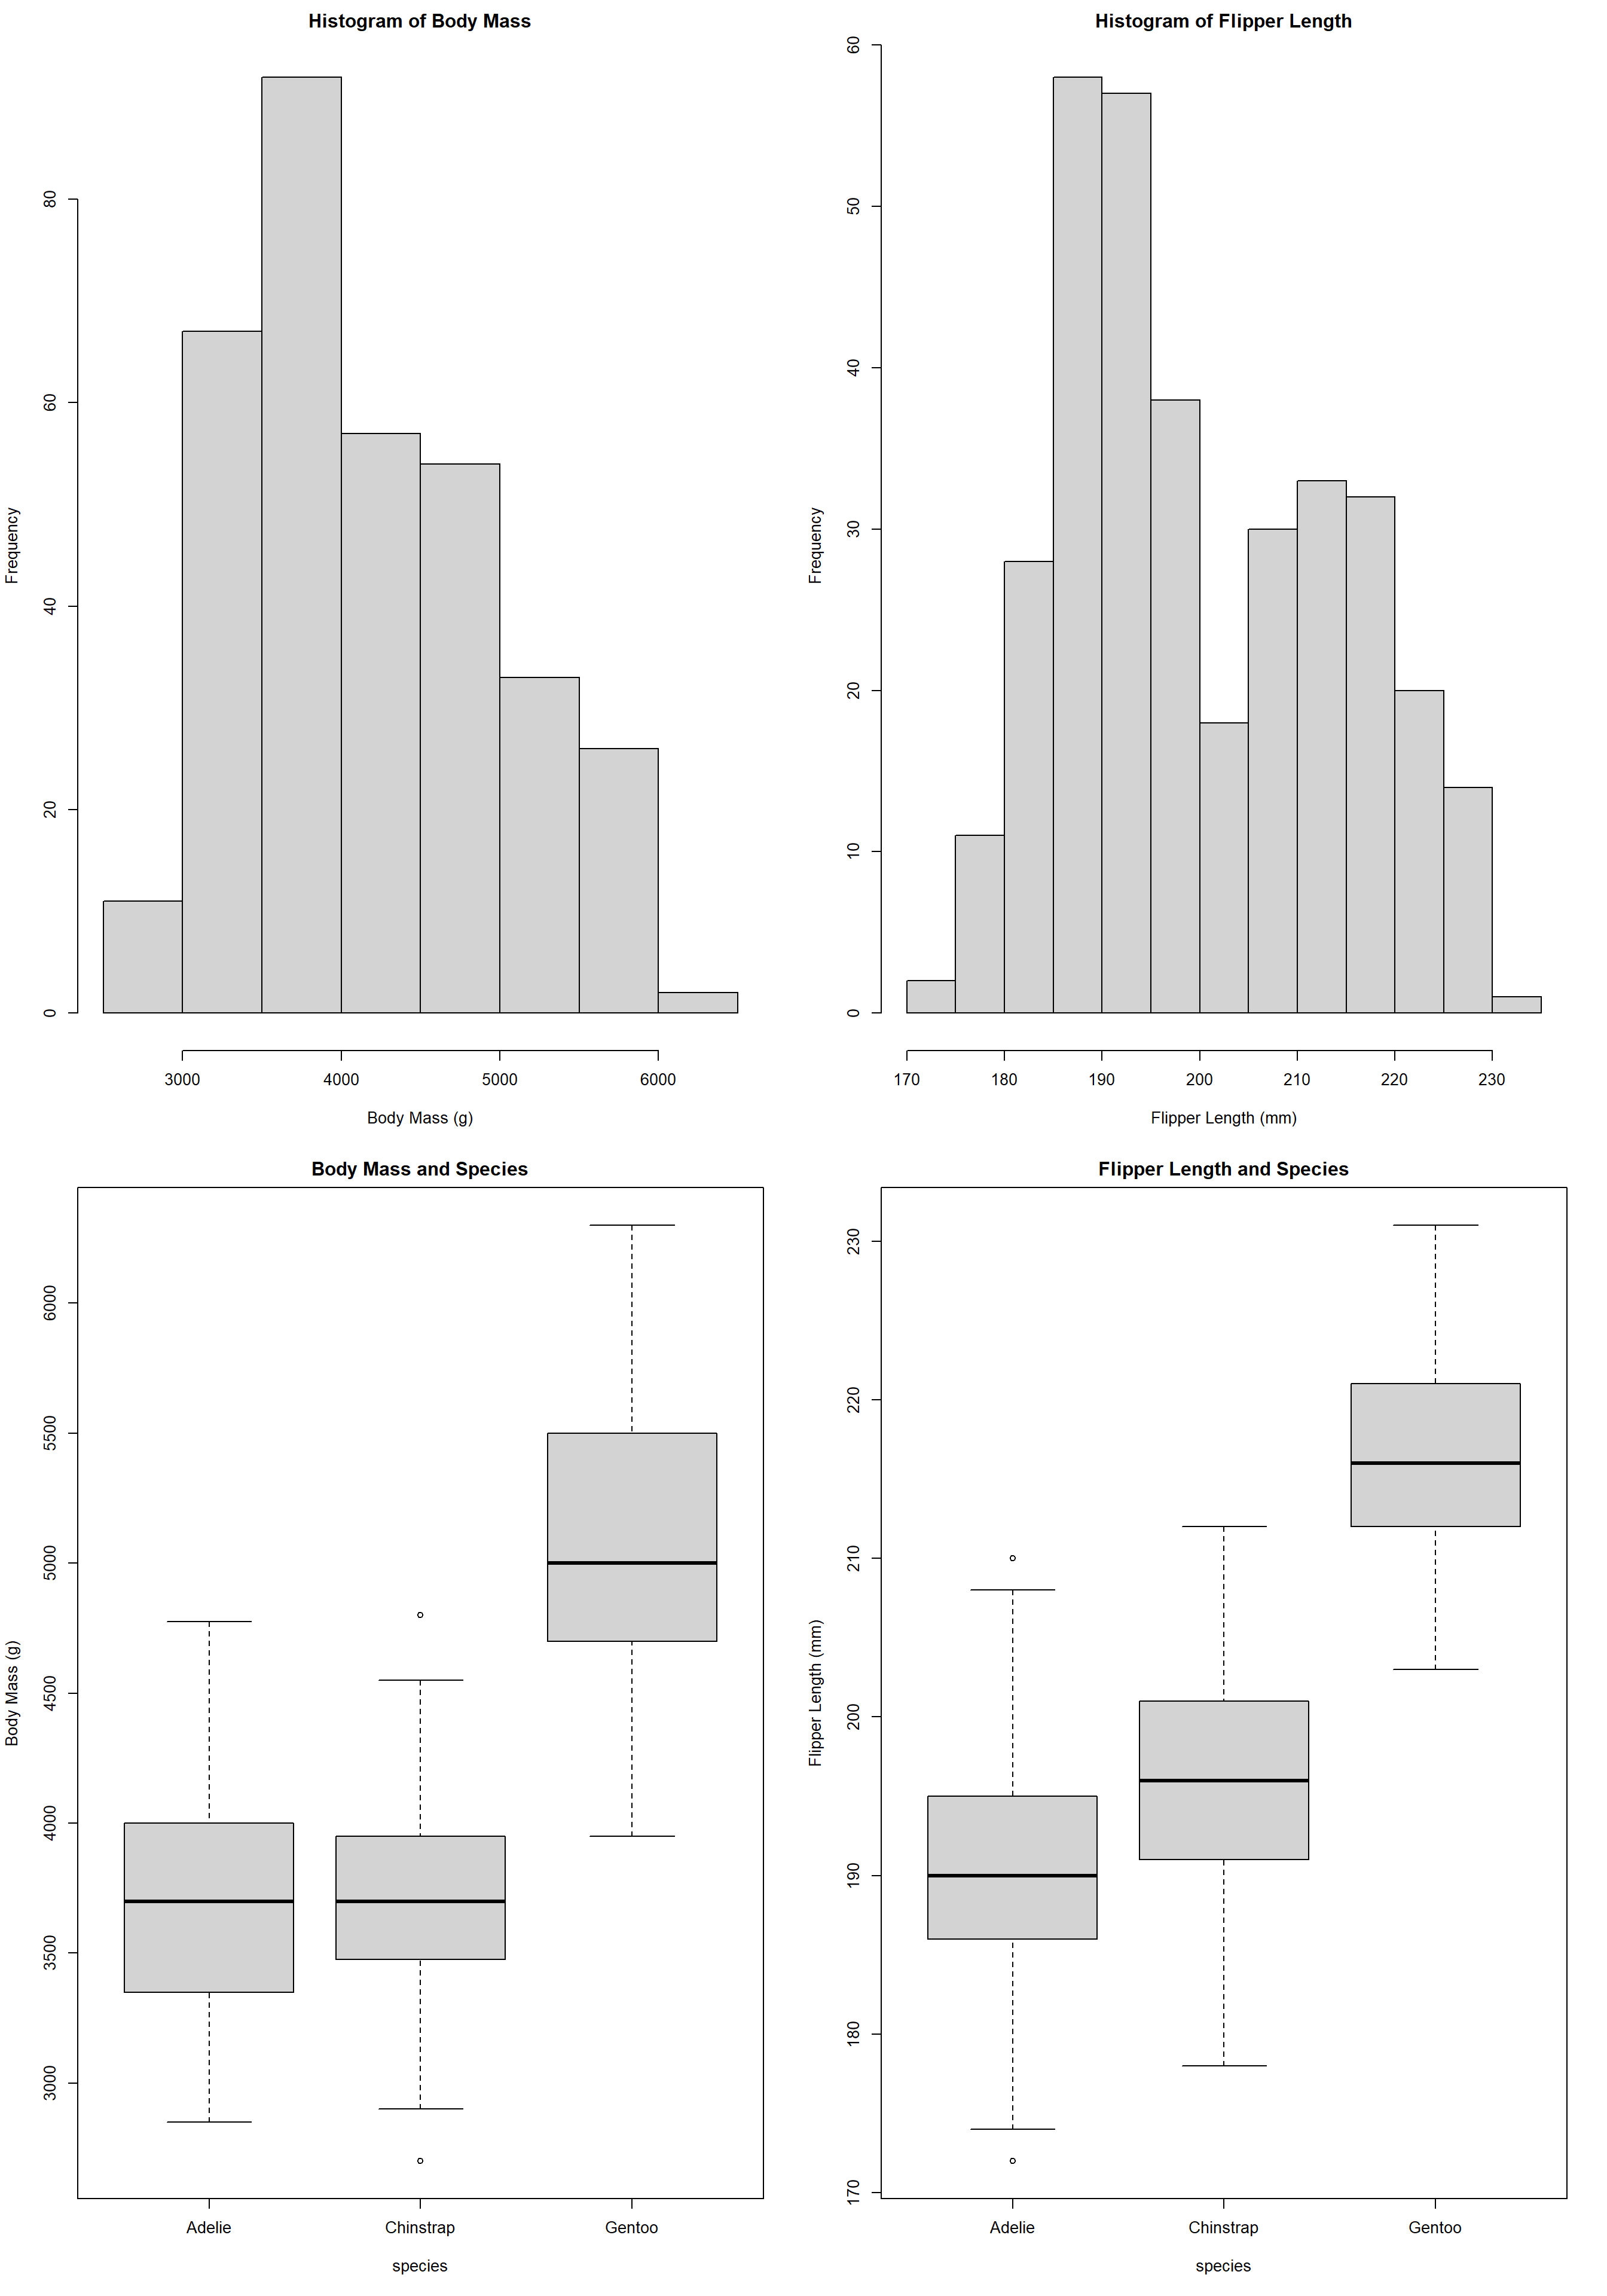 Histogram of Body Mass
Frequency
0
20
40
60
80
3000 4000 5000 6000
Body Mass (g)
Histogram of Flipper Length
Frequency
0
10
20
30
40
50
60
170 180 190 200 210 220 230
Flipper Length (mm)
Body Mass and Species
Body Mass (g)
3000
3500
4000
4500
5000
5500
6000
Adelie Chinstrap Gentoo
species
Flipper Length and Species
Flipper Length (mm)
170
180
190
200
210
220
230
Adelie Chinstrap Gentoo
species